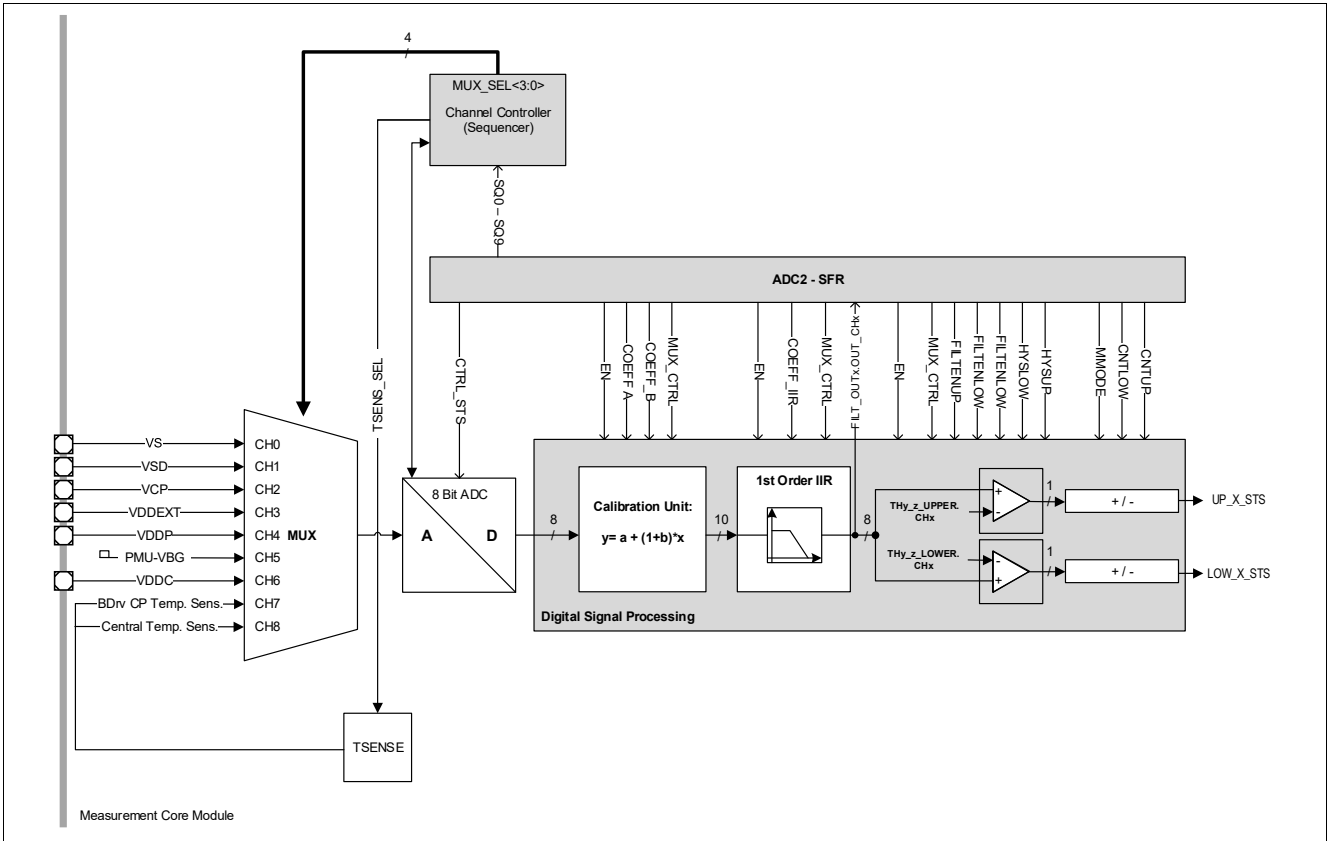 4
MUX_SEL<3:0>
Channel Controller
(Sequencer)
SQ0 – SQ9
ADC2 - SFR
TSENS_SEL
CTRL_STS
EN
COEFF A
COEFF_B
MUX_CTRL
EN
COEFF_IIR
MUX_CTRL
EN
MUX_CTRL
FILTENUP
FILTENLOW
FILTENLOW
HYSLOW
HYSUP
MMODE
CNTLOW
CNTUP
VS
CH0
VSD
CH1
VCP
CH2
VDDEXT
CH3
VDDP
CH4
MUX
PMU-VBG
CH5
VDDC
CH6
BDrv CP Temp. Sens.
CH7
Central Temp. Sens.
CH8
8 Bit ADC
A
D
8
Calibration Unit:
y= a + (1+b)*x
10
1st Order IIR
8
THy_z_UPPER.
CHx
+
-
1
+ / -
UP_X_STS
THy_z_LOWER.
CHx
-
+
1
+ / -
LOW_X_STS
Digital Signal Processing
TSENSE
Measurement Core Module